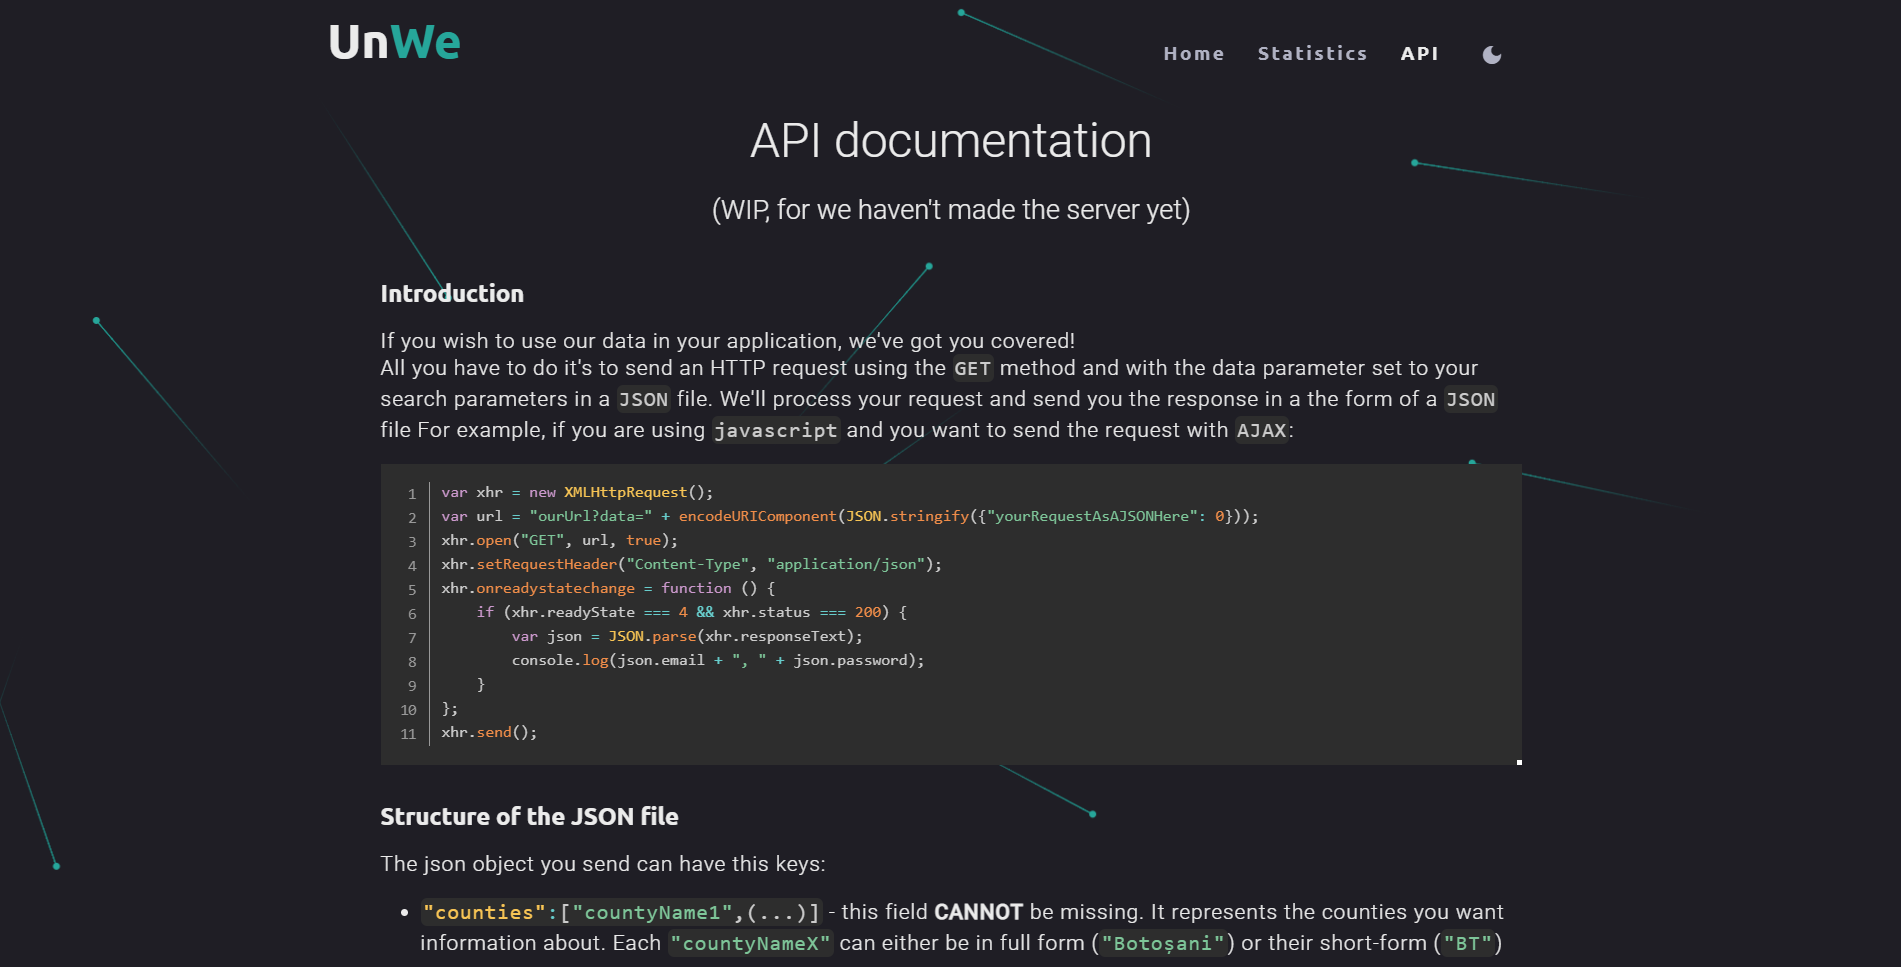 UnWe
Home Statistics API
API documentation
(WIP, for we haven't made the server yet)
Introduction
If you wish to use our data in your application, we've got you covered!
All you have to do it's to send an HTTP request using the GET method and with the data parameter set to your
search parameters in a JSON file. We'll process your request and send you the response in a the form of a JSON
file For example, if you are using javascript and you want to send the request with AJAX:
1 var xhr = new XMLHttpRequest();
2 var url = "ourUrl?data=" + encodeURIComponent(JSON.stringify({"yourRequestAsAJSONHere": 0}));
3 xhr.open("GET", url, true);
4 xhr.setRequestHeader("Content-Type", "application/json");
5 xhr.onreadystatechange = function () {
6     if (xhr.readyState === 4 && xhr.status === 200) {
7         var json = JSON.parse(xhr.responseText);
8         console.log(json.email + ", " + json.password);
9     }
10 };
11 xhr.send();
Structure of the JSON file
The json object you send can have this keys:
• "counties":["countyName1",(...)] - this field CANNOT be missing. It represents the counties you want
information about. Each "countyNameX" can either be in full form ("Botoșani") or their short-form ("BT")